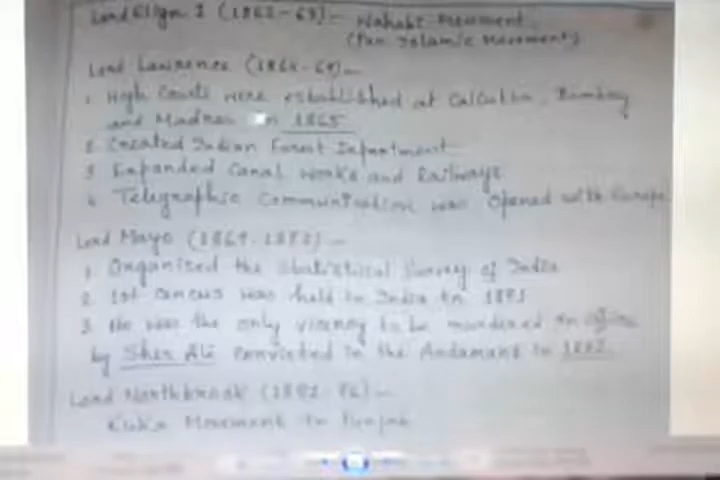 Lord Elgin I (1862-63) - Wahabi Movement
(Pan Islamic Movement)
Lord Lawrence (1864-69) -
1. High Courts were established at Calcutta, Bombay
and Madras in 1865
2. Created Indian Forest Department
3. Expanded Canal works and Railways
4. Telegraphic Communication was opened with Europe
Lord Mayo (1869-1872) -
1. Organised the Statistical Survey of India
2. 1st census was held in India in 1871
3. He was the only viceroy to be murdered in office
by Sher Ali convicted in the Andamans in 1872
Lord Northbrook (1872-76) -
Kuka Movement in Punjab